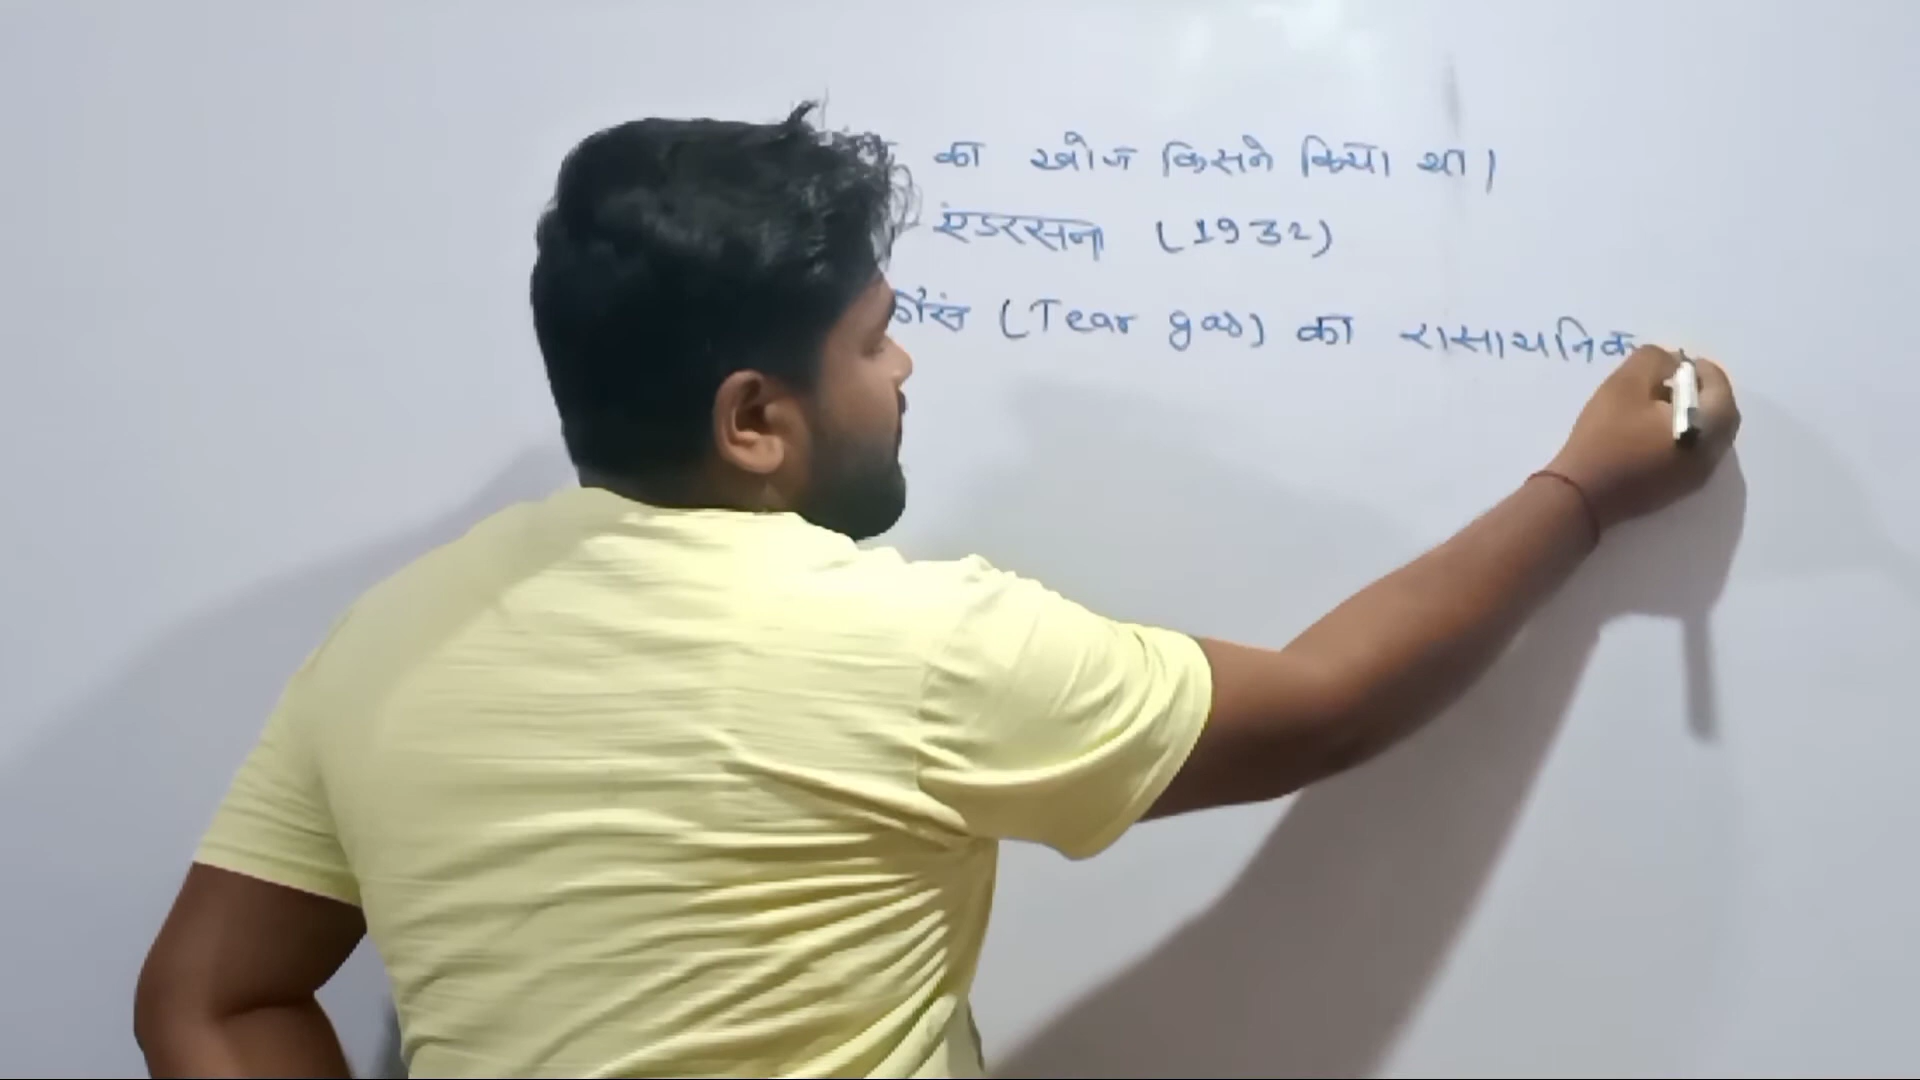 का खोज किसने किया था।
एंडरसन (1932)
(Tear gas) का रासायनिक